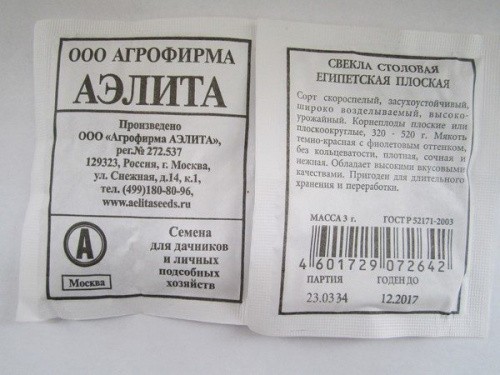 ООО АГРОФИРМА
АЭЛИТА
Произведено
ООО «Агрофирма АЭЛИТА»,
рег.№ 272.537
129323, Россия, г. Москва,
ул. Снежная, д.14, к.1,
тел. (499)180-80-96,
www.aelitaseeds.ru
А
Москва
Семена
для дачников
и личных
подсобных
хозяйств
СВЕКЛА СТОЛОВАЯ
ЕГИПЕТСКАЯ ПЛОСКАЯ
Сорт скороспелый, засухоустойчивый,
широко возделываемый, высоко-
урожайный. Корнеплоды плоские или
плоскоокруглые, 320 - 520 г. Мякоть
темно-красная с фиолетовым оттенком,
без кольцеватости, плотная, сочная и
нежная. Обладает высокими вкусовыми
качествами. Пригоден для длительного
хранения и переработки.
МАССА 3 г. ГОСТ Р 52171-2003
4 601729 072642
ПАРТИЯ ГОДЕН ДО
23.0334 12.2017